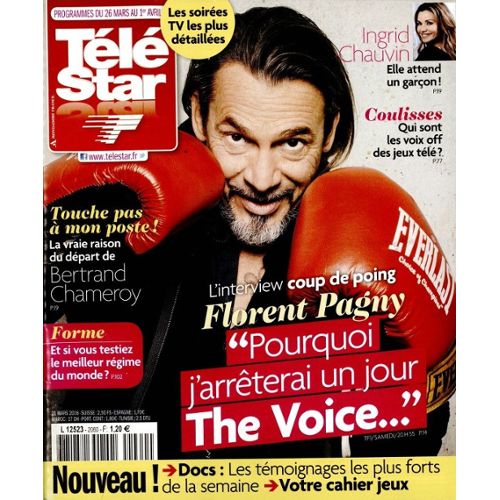 PROGRAMMES DU 26 MARS AU 1er AVRIL
Télé
Star
www.telestar.fr
Les soirées
TV les plus
détaillées
Ingrid
Chauvin
Elle attend
un garçon !
P.19
Coulisses
Qui sont
les voix off
des jeux télé ?
P.77
Touche pas
à mon poste !
La vraie raison
du départ de
Bertrand
Chameroy
P.19
EVERLAST
Choice of Champions
Forme
Et si vous testiez
le meilleur régime
du monde ? P.102
L'interview coup de poing
Florent Pagny
“Pourquoi
j'arrêterai un jour
The Voice...”
TF1/SAMEDI/20H55 P.14
L 12523 - 2060 - F: 1,20 €
Nouveau ! Docs : Les témoignages les plus forts
de la semaine Votre cahier jeux